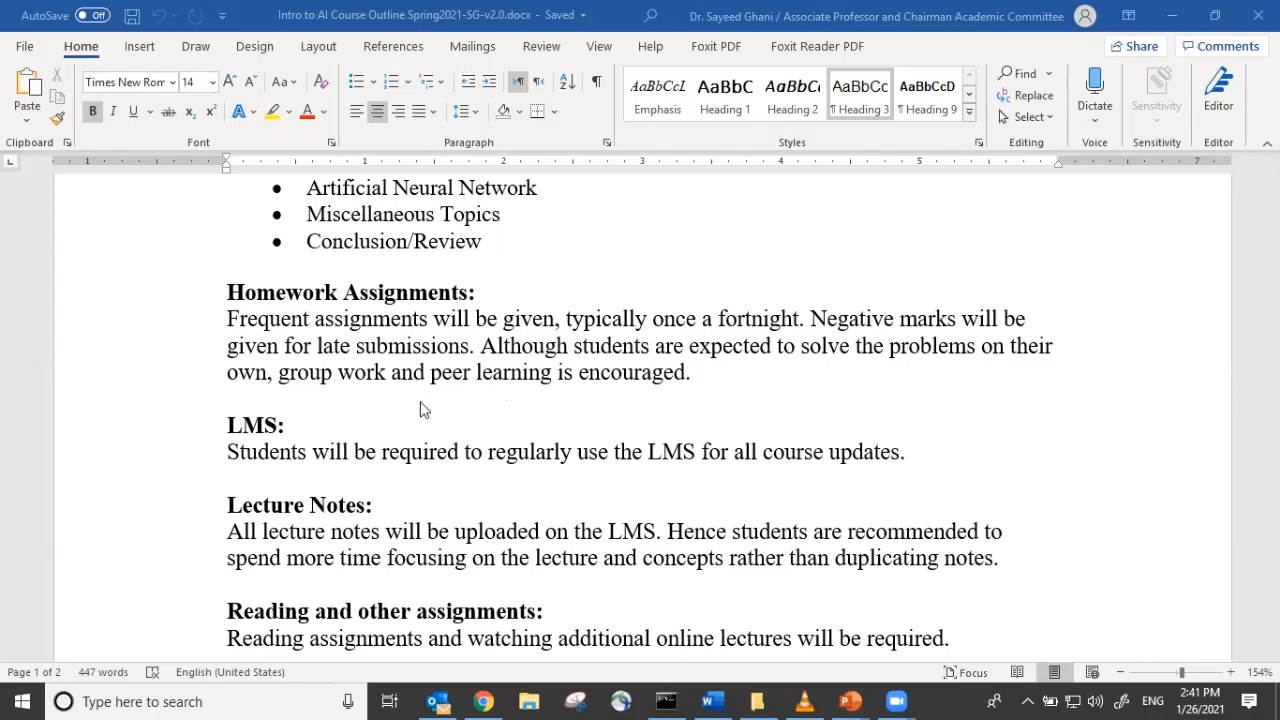 AutoSave Off Intro to AI Course Outline Spring2021-SG-v2.0.docx - Saved Dr. Sayeed Ghani / Associate Professor and Chairman Academic Committee
File Home Insert Draw Design Layout References Mailings Review View Help Foxit PDF Foxit Reader PDF Share Comments
Paste Times New Rom 14 Aa AaBbCcL AaBbC AaBbC AaBbCc AaBbCcD Find Replace Select Dictate Sensitivity Editor
Emphasis Heading 1 Heading 2 ¶ Heading 3 ¶ Heading 9
Clipboard Font Paragraph Styles Editing Voice Sensitivity Editor
1 1 2 3 4 5 7
• Artificial Neural Network
• Miscellaneous Topics
• Conclusion/Review
Homework Assignments:
Frequent assignments will be given, typically once a fortnight. Negative marks will be
given for late submissions. Although students are expected to solve the problems on their
own, group work and peer learning is encouraged.
LMS:
Students will be required to regularly use the LMS for all course updates.
Lecture Notes:
All lecture notes will be uploaded on the LMS. Hence students are recommended to
spend more time focusing on the lecture and concepts rather than duplicating notes.
Reading and other assignments:
Reading assignments and watching additional online lectures will be required.
Page 1 of 2 447 words English (United States) Focus 154%
Type here to search ENG 2:41 PM
1/26/2021